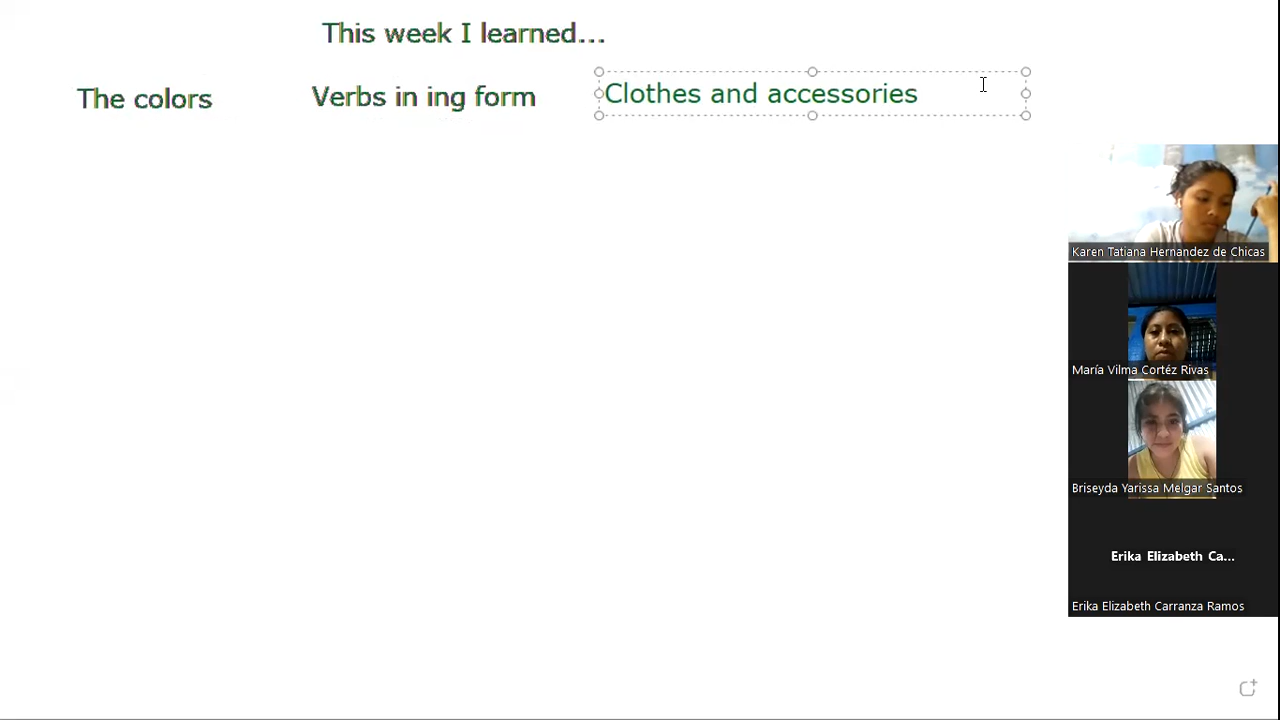 This week I learned...
The colors
Verbs in ing form
Clothes and accessories
Karen Tatiana Hernandez de Chicas
María Vilma Cortéz Rivas
Briseyda Yarissa Melgar Santos
Erika Elizabeth Ca...
Erika Elizabeth Carranza Ramos